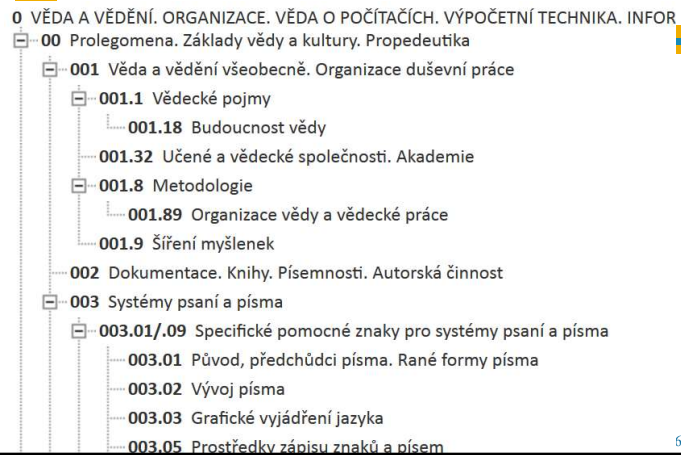 0 VĚDA A VĚDĚNÍ. ORGANIZACE. VĚDA O POČÍTAČÍCH. VÝPOČETNÍ TECHNIKA. INFOR
00 Prolegomena. Základy vědy a kultury. Propedeutika
001 Věda a vědění všeobecně. Organizace duševní práce
001.1 Vědecké pojmy
001.18 Budoucnost vědy
001.32 Učené a vědecké společnosti. Akademie
001.8 Metodologie
001.89 Organizace vědy a vědecké práce
001.9 Šíření myšlenek
002 Dokumentace. Knihy. Písemnosti. Autorská činnost
003 Systémy psaní a písma
003.01/.09 Specifické pomocné znaky pro systémy psaní a písma
003.01 Původ, předchůdci písma. Rané formy písma
003.02 Vývoj písma
003.03 Grafické vyjádření jazyka
003.05 Prostředky zápisu znaků a písem
6